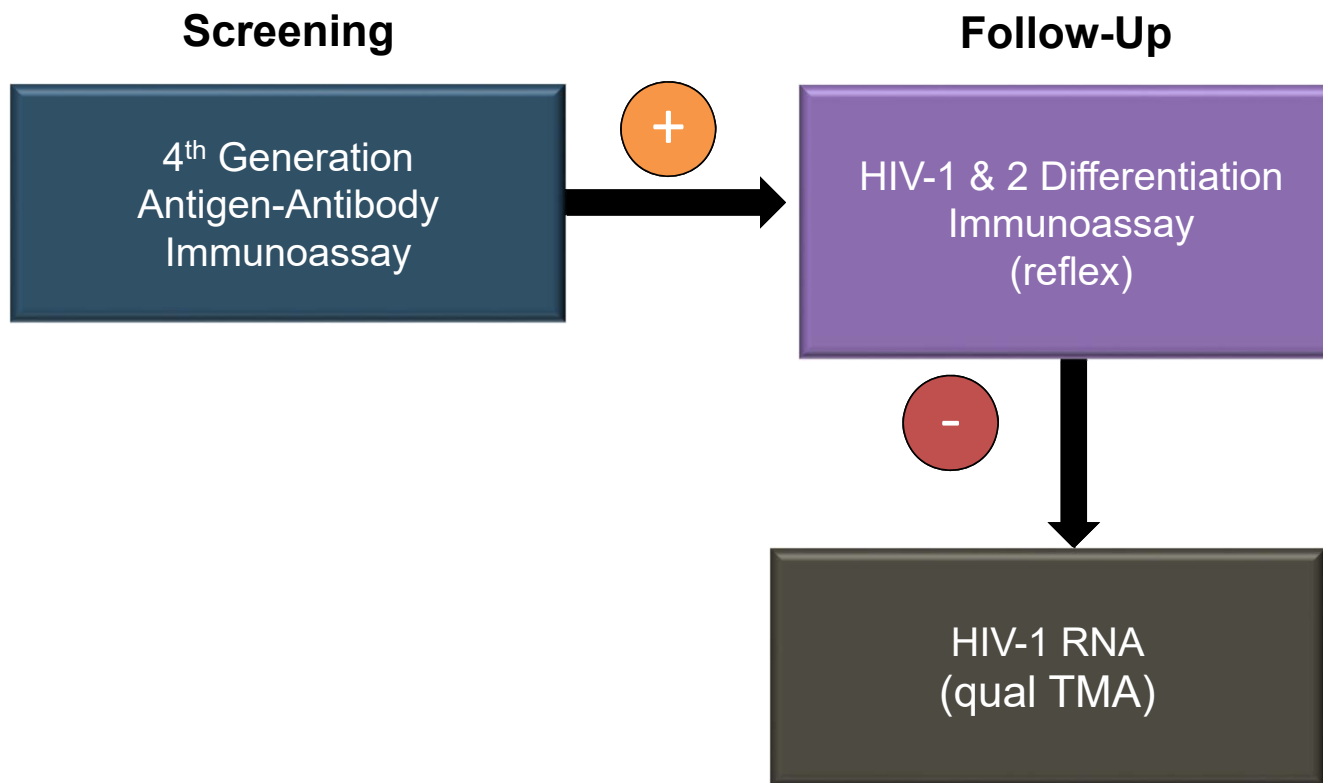 Screening
Follow-Up
4th Generation
Antigen-Antibody
Immunoassay
+
HIV-1 & 2 Differentiation
Immunoassay
(reflex)
-
HIV-1 RNA
(qual TMA)